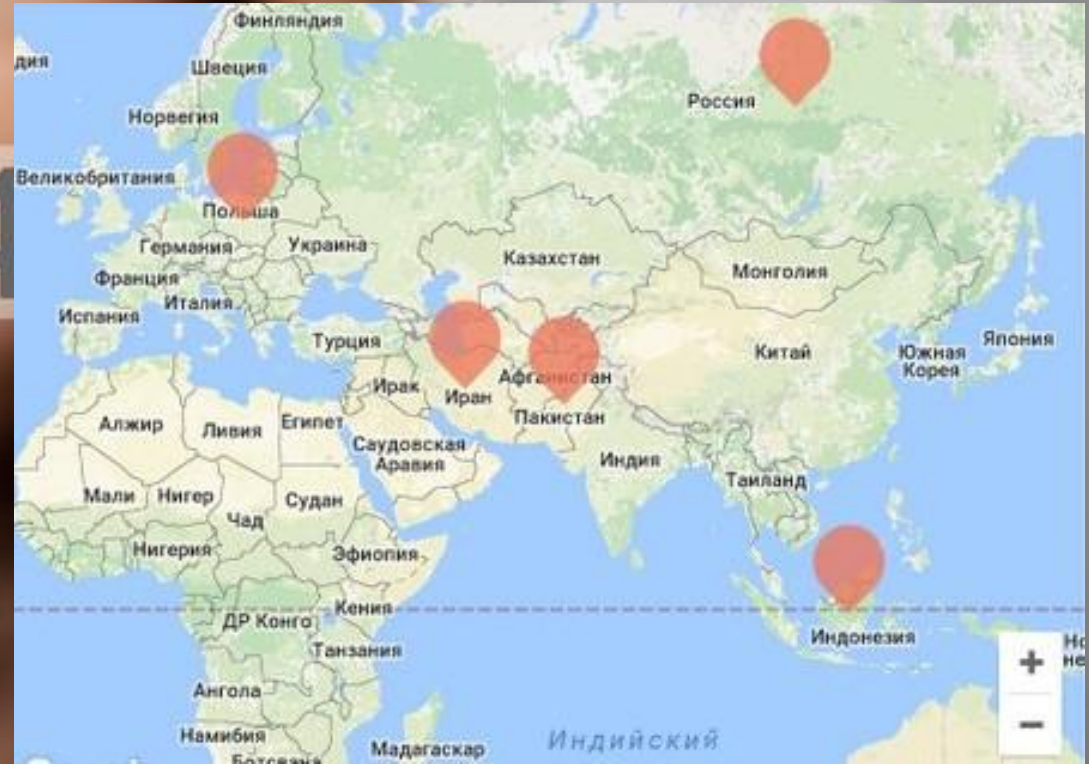 Финляндия
дия
Швеция
Норвегия
Россия
Великобритания
Польша
Германия
Украина
Казахстан
Франция
Монголия
Италия
Испания
Турция
Китай
Южная
Корея
Япония
Афганистан
Ирак
Иран
Пакистан
Алжир
Ливия
Египет
Саудовская
Аравия
Индия
Таиланд
Мали
Нигер
Судан
Чад
Нигерия
Эфиопия
Кения
ДР Конго
Индонезия
Танзания
+
Ангола
−
Намибия
Мадагаскар
Индийский
Ботсвана